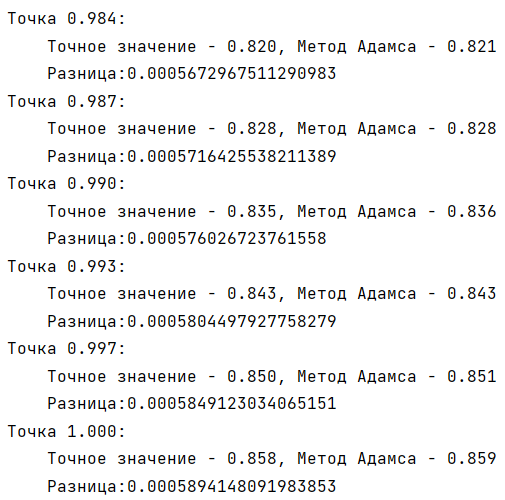 Точка 0.984:
Точное значение - 0.820, Метод Адамса - 0.821
Разница:0.0005672967511290983
Точка 0.987:
Точное значение - 0.828, Метод Адамса - 0.828
Разница:0.0005716425538211389
Точка 0.990:
Точное значение - 0.835, Метод Адамса - 0.836
Разница:0.000576026723761558
Точка 0.993:
Точное значение - 0.843, Метод Адамса - 0.843
Разница:0.0005804497927758279
Точка 0.997:
Точное значение - 0.850, Метод Адамса - 0.851
Разница:0.0005849123034065151
Точка 1.000:
Точное значение - 0.858, Метод Адамса - 0.859
Разница:0.0005894148091983853